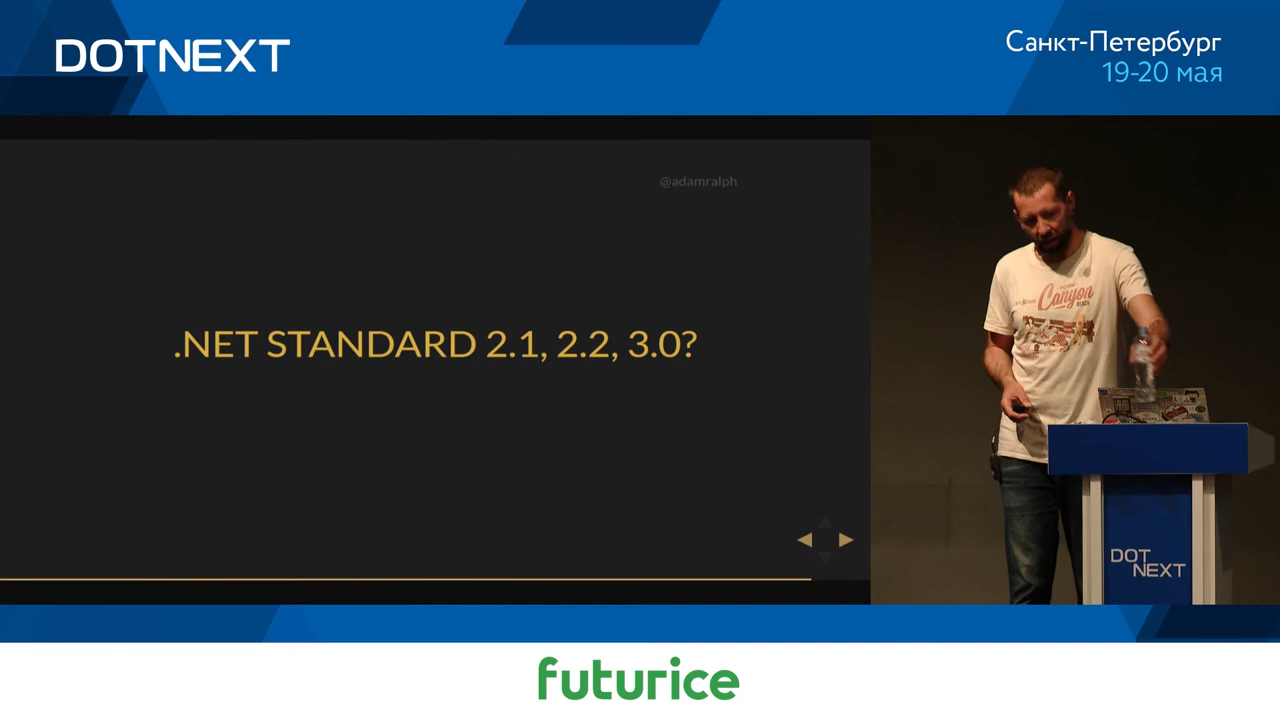 DOTNEXT
Санкт-Петербург
19-20 мая
@adamralph
.NET STANDARD 2.1, 2.2, 3.0?
Canyon
DOT
NEXT
futurice